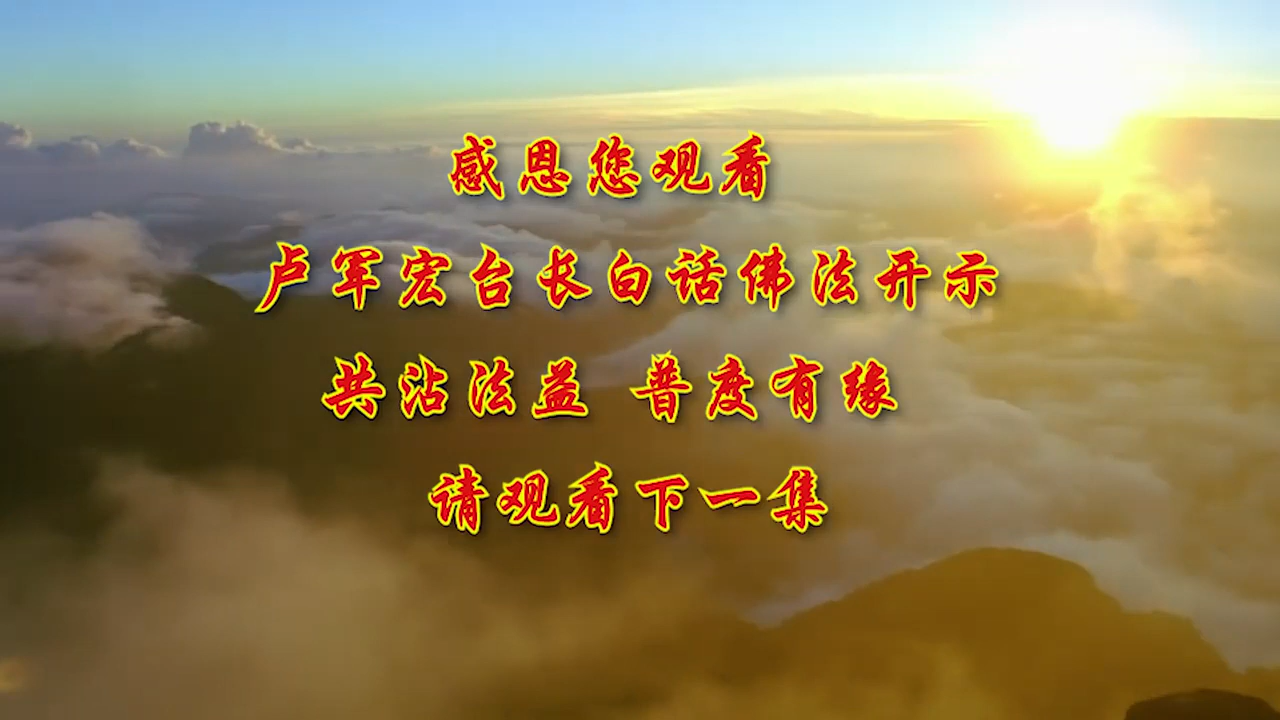 感恩您观看
卢军宏台长白话佛法开示
共沾法益 普度有缘
请观看下一集